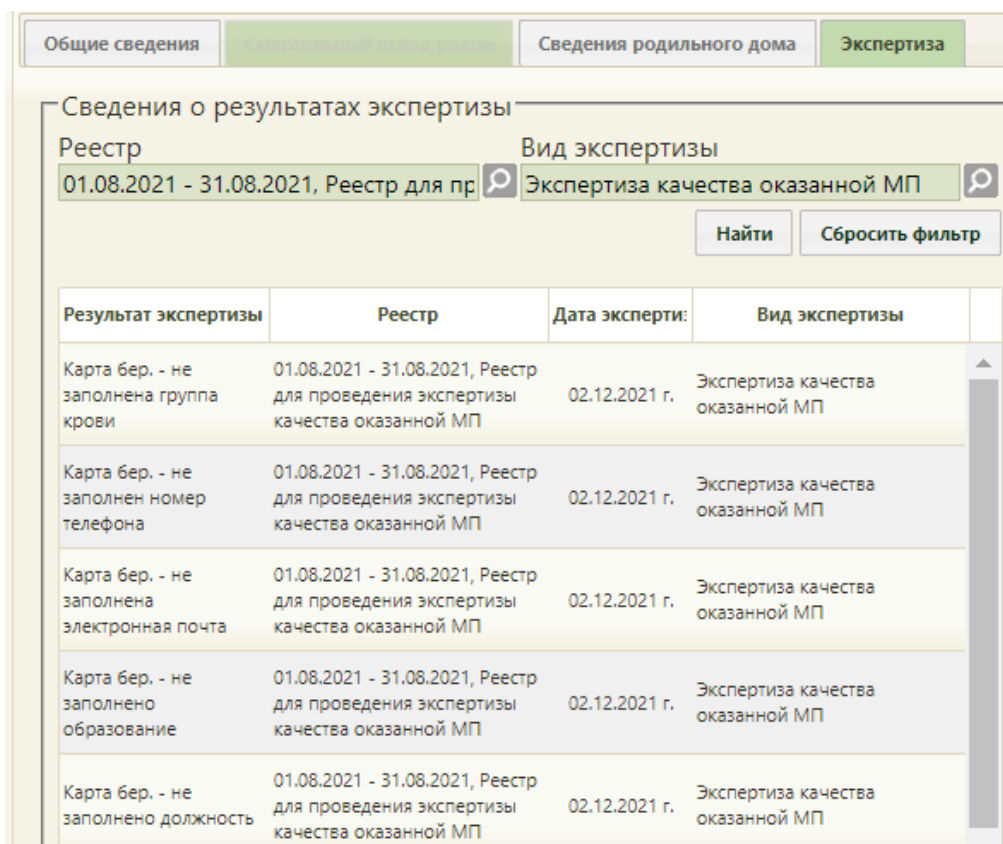 Общие сведения
Смертельный исход родов
Сведения родильного дома
Экспертиза
Сведения о результатах экспертизы
Реестр
Вид экспертизы
01.08.2021 - 31.08.2021, Реестр для пр
Экспертиза качества оказанной МП
Найти
Сбросить фильтр
Результат экспертизы
Реестр
Дата эксперти
Вид экспертизы
Карта бер. - не
заполнена группа
крови
01.08.2021 - 31.08.2021, Реестр
для проведения экспертизы
качества оказанной МП
02.12.2021 г.
Экспертиза качества
оказанной МП
Карта бер. - не
заполнен номер
телефона
01.08.2021 - 31.08.2021, Реестр
для проведения экспертизы
качества оказанной МП
02.12.2021 г.
Экспертиза качества
оказанной МП
Карта бер. - не
заполнена
электронная почта
01.08.2021 - 31.08.2021, Реестр
для проведения экспертизы
качества оказанной МП
02.12.2021 г.
Экспертиза качества
оказанной МП
Карта бер. - не
заполнено
образование
01.08.2021 - 31.08.2021, Реестр
для проведения экспертизы
качества оказанной МП
02.12.2021 г.
Экспертиза качества
оказанной МП
Карта бер. - не
заполнено должность
01.08.2021 - 31.08.2021, Реестр
для проведения экспертизы
качества оказанной МП
02.12.2021 г.
Экспертиза качества
оказанной МП